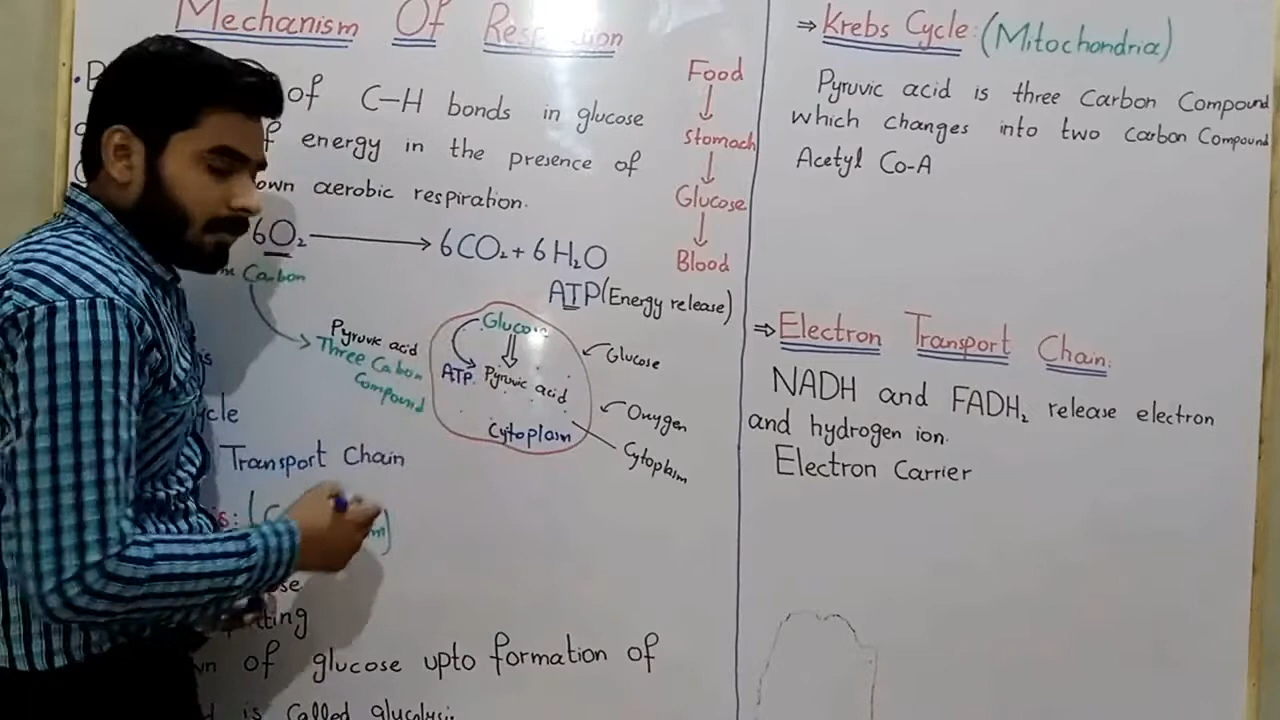 Mechanism Of
of C-H bonds in glucose
energy in the presence of
own aerobic respiration.
6O₂ → 6CO₂ + 6H₂O
ATP (Energy release)
Carbon
Pyruvic acid
Three Carbon
Compound
Glucose
ATP Pyruvic acid
Cytoplasm
Glucose
Oxygen
Cytoplasm
Food
↓
Stomach
↓
Glucose
↓
Blood
Transport Chain
of glucose upto formation of
is called glycolysis
⇒ Krebs Cycle: (Mitochondria)
Pyruvic acid is three Carbon Compound
which changes into two Carbon Compound
Acetyl Co-A
⇒ Electron Transport Chain:
NADH and FADH₂ release electron
and hydrogen ion.
Electron Carrier